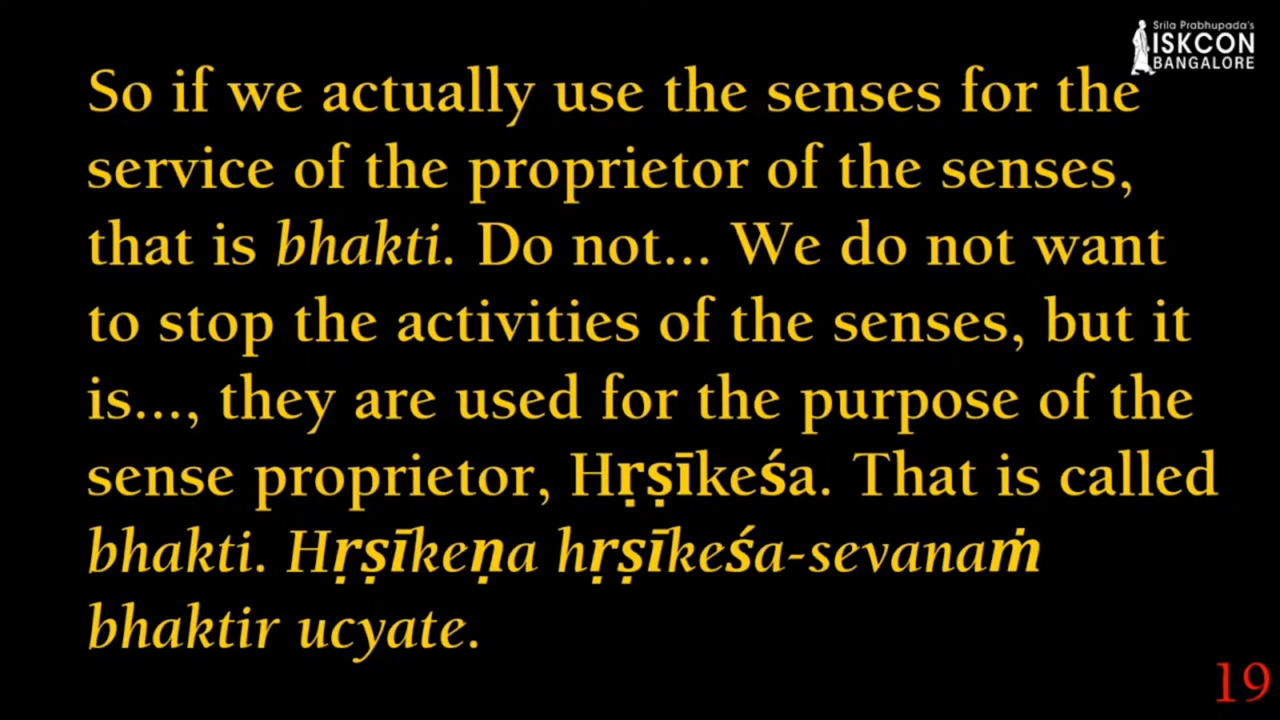 Srila Prabhupada's
ISKCON
BANGALORE
So if we actually use the senses for the
service of the proprietor of the senses,
that is bhakti. Do not... We do not want
to stop the activities of the senses, but it
is..., they are used for the purpose of the
sense proprietor, Hṛṣīkeśa. That is called
bhakti. Hṛṣīkeṇa hṛṣīkeśa-sevanaṁ
bhaktir ucyate.
19